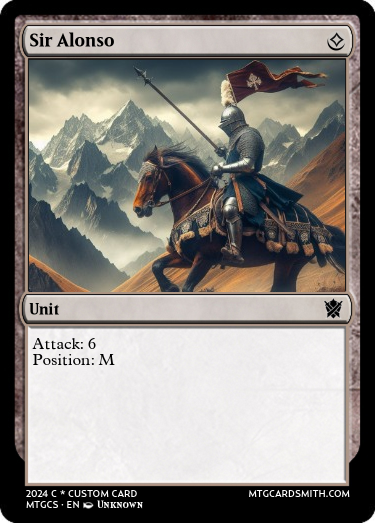 Sir Alonso
Unit
Attack: 6
Position: M
2024 C * CUSTOM CARD
MTGCS · EN Unknown
MTGCARDSMITH.COM